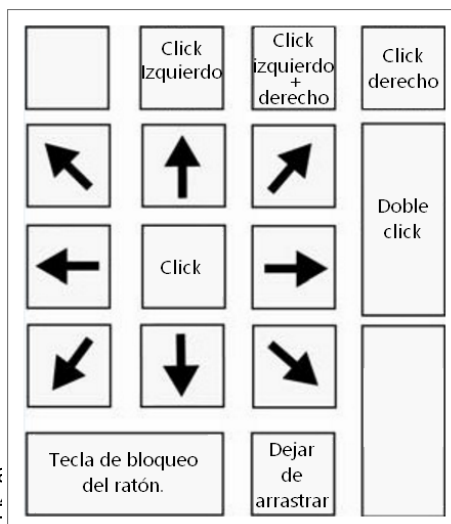 Click
Izquierdo
Click
izquierdo
+
derecho
Click
derecho
Doble
click
Click
Tecla de bloqueo
del ratón.
Dejar
de
arrastrar